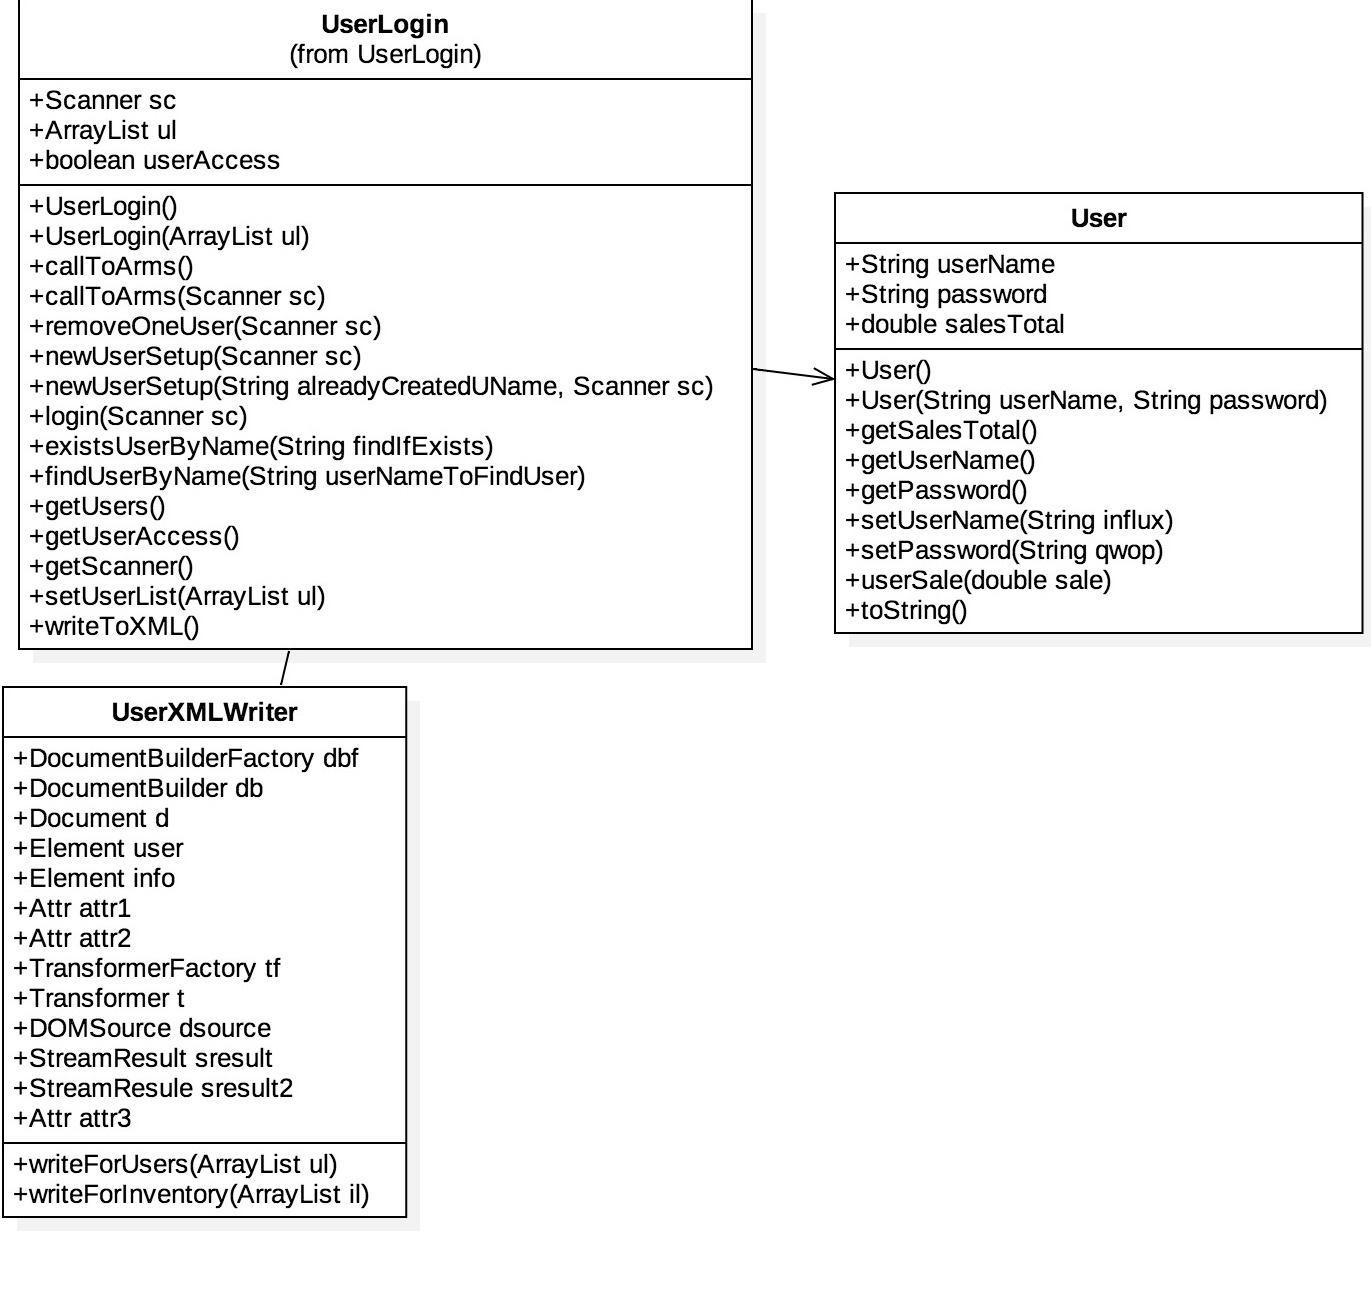 UserLogin
(from UserLogin)
+Scanner sc
+ArrayList ul
+boolean userAccess
+UserLogin()
+UserLogin(ArrayList ul)
+callToArms()
+callToArms(Scanner sc)
+removeOneUser(Scanner sc)
+newUserSetup(Scanner sc)
+newUserSetup(String alreadyCreatedUName, Scanner sc)
+login(Scanner sc)
+existsUserByName(String findIfExists)
+findUserByName(String userNameToFindUser)
+getUsers()
+getUserAccess()
+getScanner()
+setUserList(ArrayList ul)
+writeToXML()
User
+String userName
+String password
+double salesTotal
+User()
+User(String userName, String password)
+getSalesTotal()
+getUserName()
+getPassword()
+setUserName(String influx)
+setPassword(String qwop)
+userSale(double sale)
+toString()
UserXMLWriter
+DocumentBuilderFactory dbf
+DocumentBuilder db
+Document d
+Element user
+Element info
+Attr attr1
+Attr attr2
+TransformerFactory tf
+Transformer t
+DOMSource dsource
+StreamResult sresult
+StreamResule sresult2
+Attr attr3
+writeForUsers(ArrayList ul)
+writeForInventory(ArrayList il)